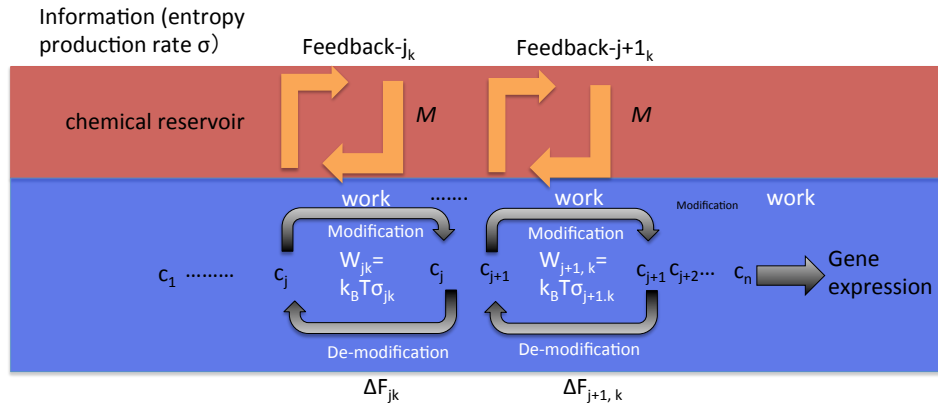 Information (entropy
production rate σ)
Feedback-jk
Feedback-j+1k
chemical reservoir
M
M
work
.......
work
Modification
work
Modification
Modification
c1
.........
cj
Wjk=
kBTσjk
cj
cj+1
Wj+1, k=
kBTσj+1.k
cj+1
cj+2...
cn
Gene
expression
De-modification
De-modification
ΔFjk
ΔFj+1, k